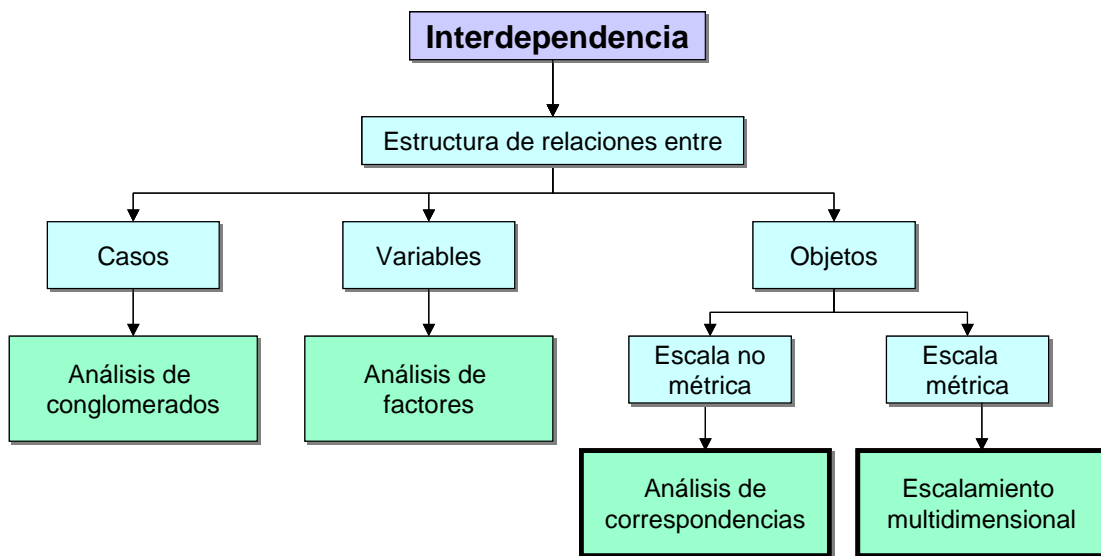 Interdependencia
Estructura de relaciones entre
Casos
Variables
Objetos
Análisis de
conglomerados
Análisis de
factores
Escala no
métrica
Escala
métrica
Análisis de
correspondencias
Escalamiento
multidimensional